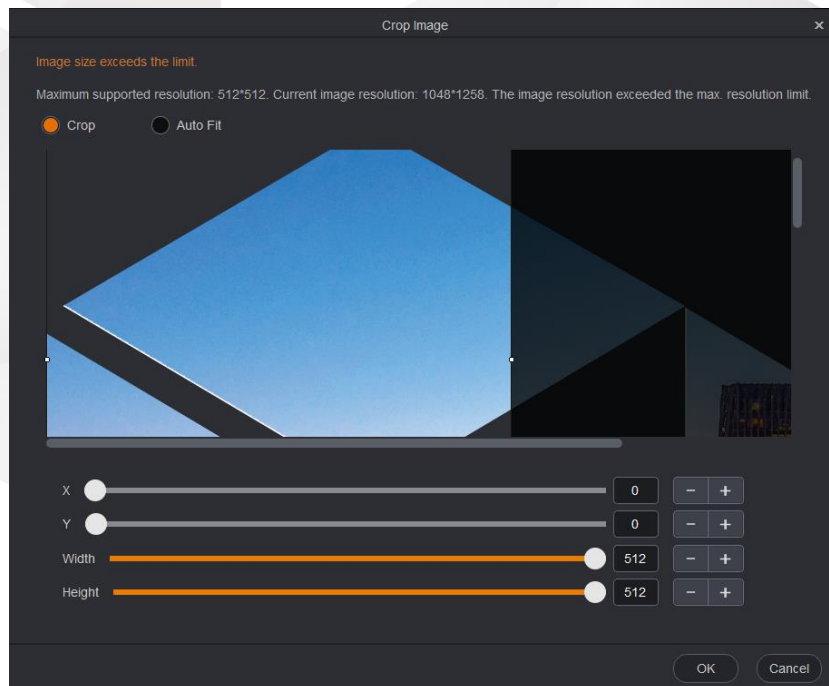 Crop Image
Image size exceeds the limit.
Maximum supported resolution: 512*512. Current image resolution: 1048*1258. The image resolution exceeded the max. resolution limit.
Crop Auto Fit
X 0 - +
Y 0 - +
Width 512 - +
Height 512 - +
OK Cancel